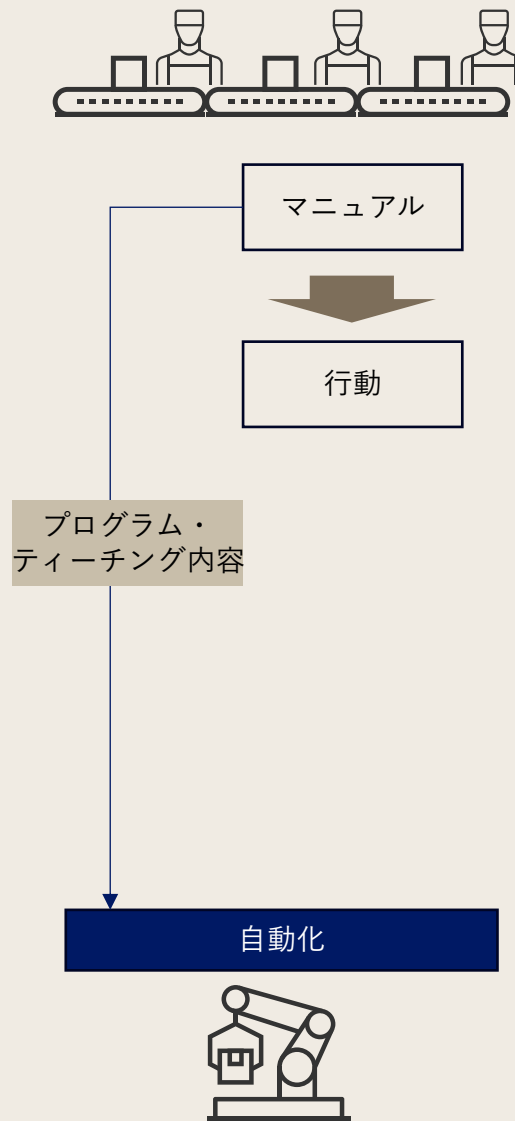 マニュアル
行動
プログラム・
ティーチング内容
自動化